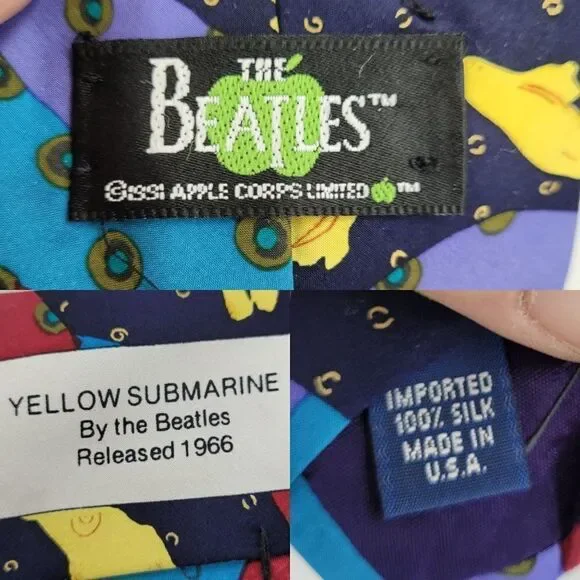 THE
BEATLES™
©1991 APPLE CORPS LIMITED ™
YELLOW SUBMARINE
By the Beatles
Released 1966
IMPORTED
100% SILK
MADE IN
U.S.A.